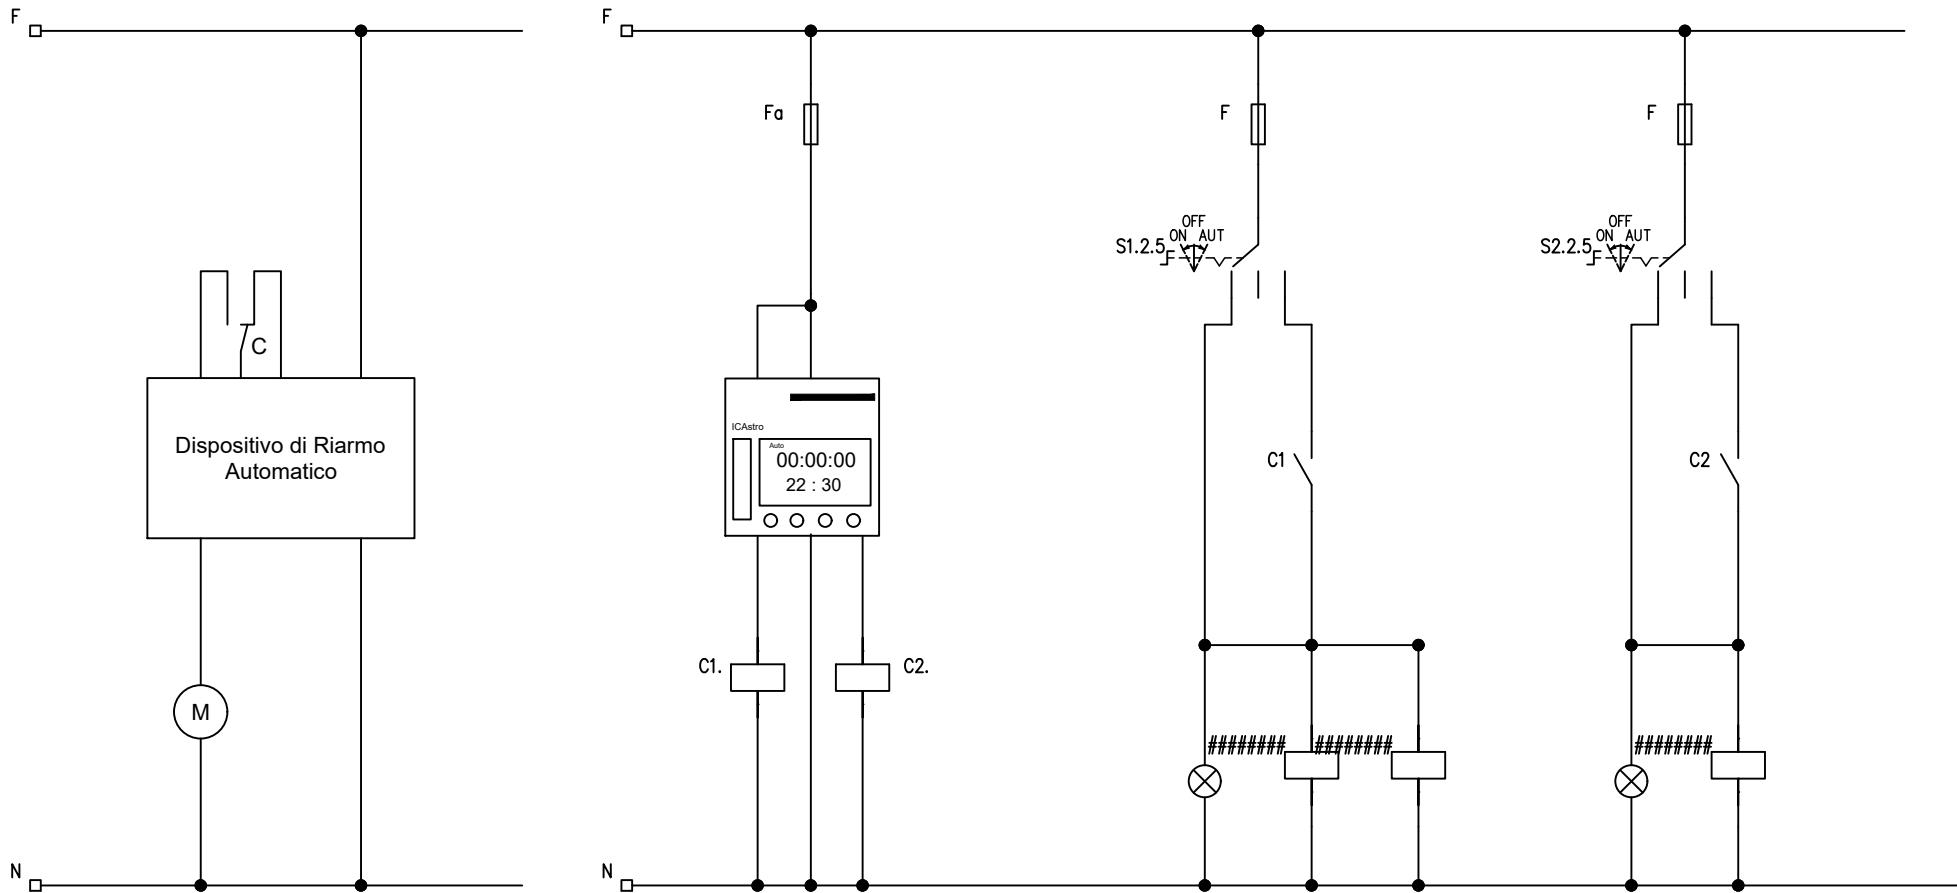 F
F
Fa
F
F
OFF
ON AUT
S1.2.5
OFF
ON AUT
S2.2.5
C
ICAstro
Auto
00:00:00
22 : 30
Dispositivo di Riarmo
Automatico
C1
C2
C1.
C2.
M
########
########
########
N
N